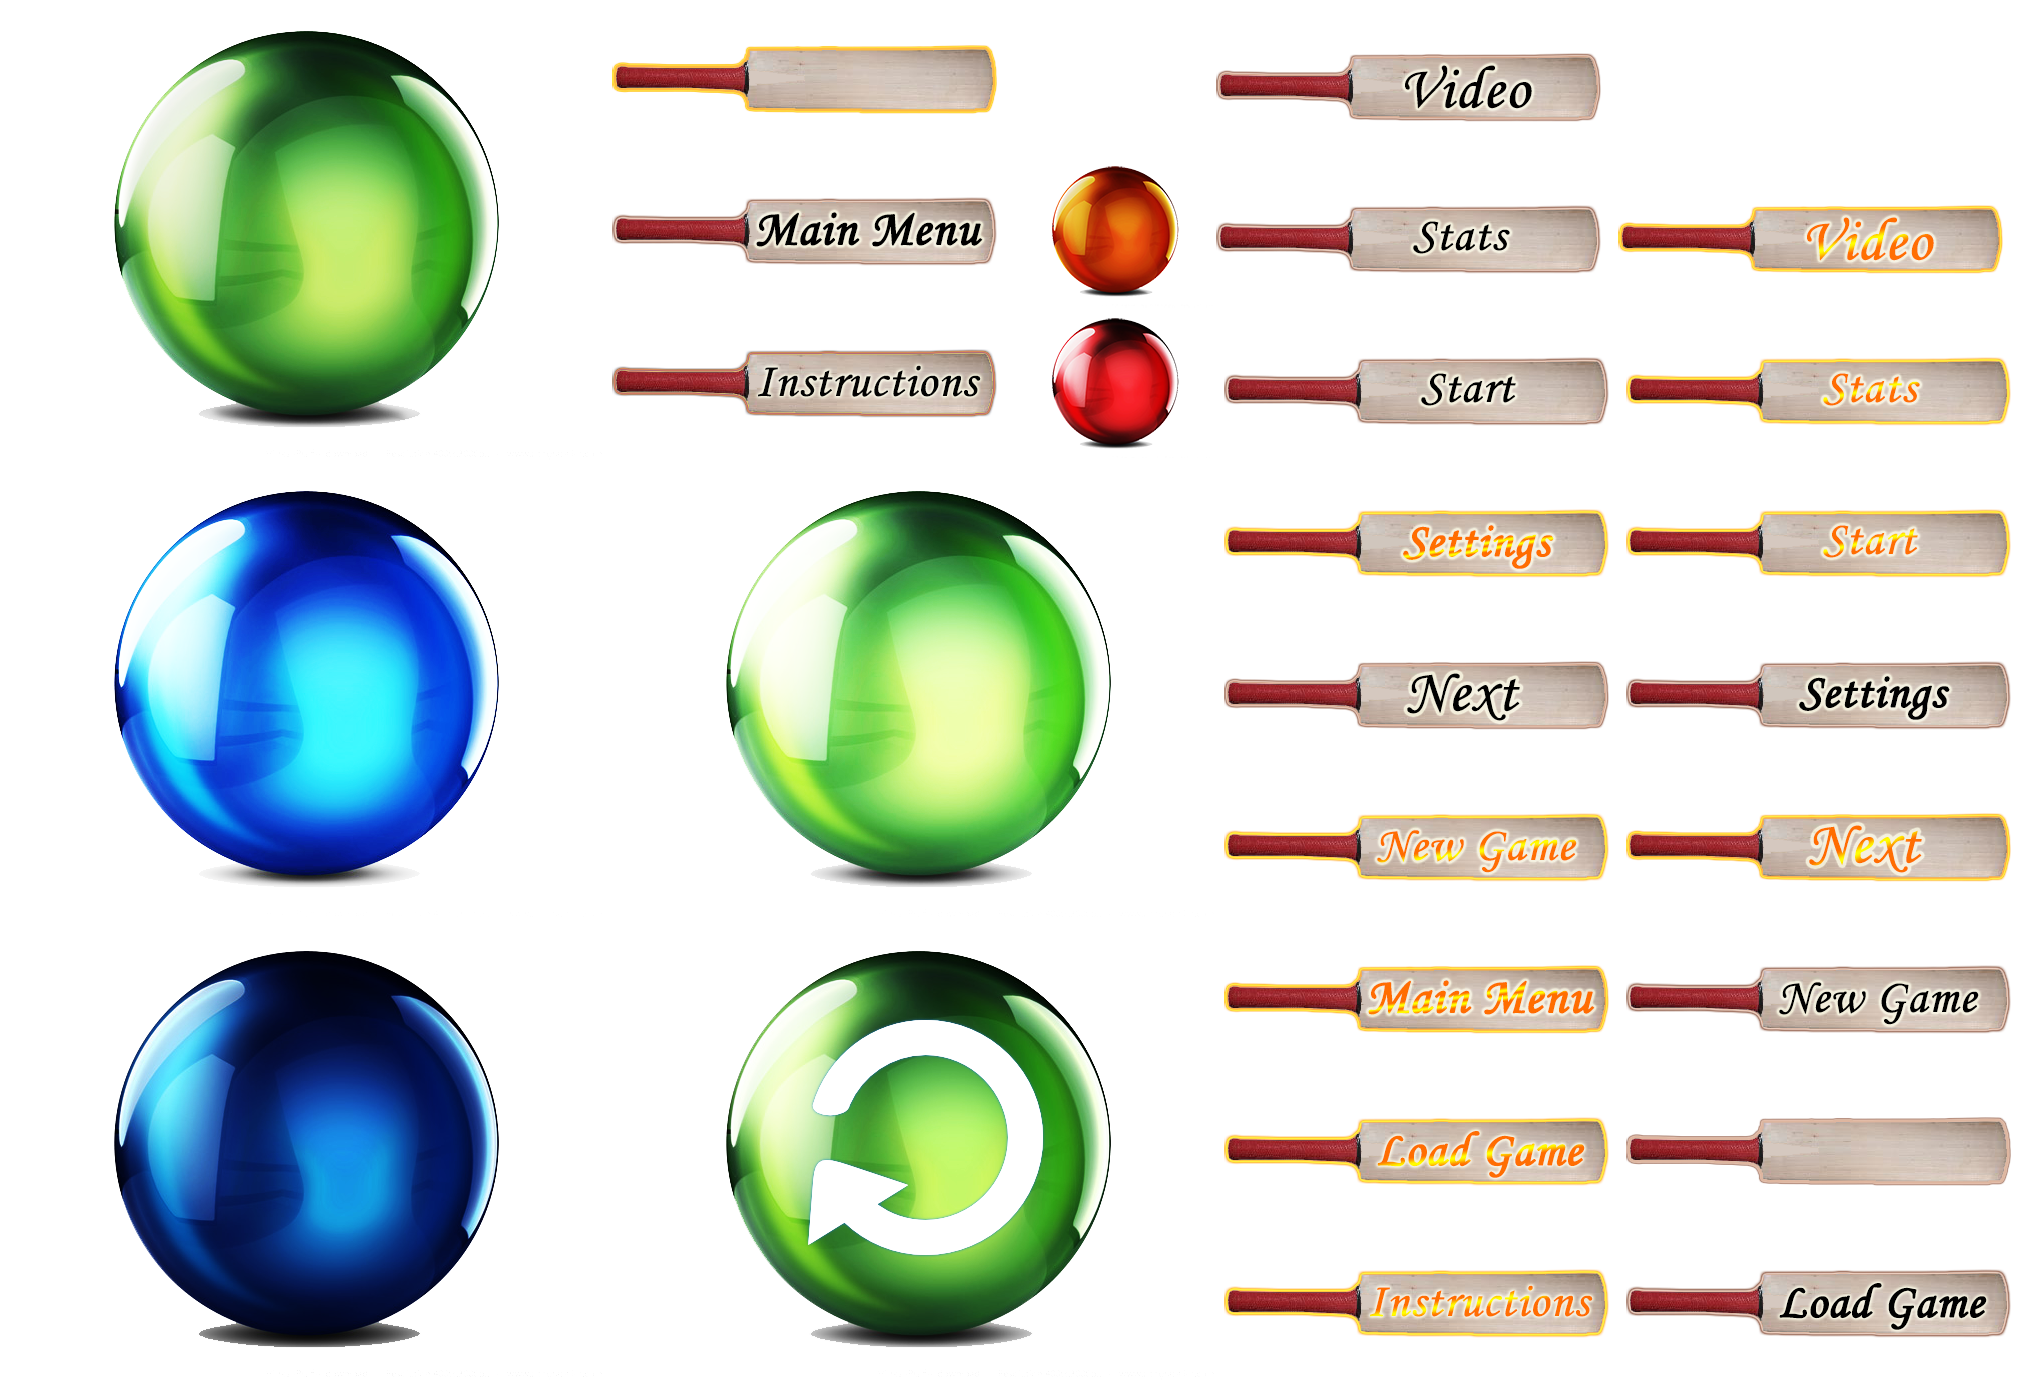 Video
Main Menu
Stats
Video
Instructions
Start
Stats
Settings
Start
Next
Settings
New Game
Next
Main Menu
New Game
Load Game
Instructions
Load Game